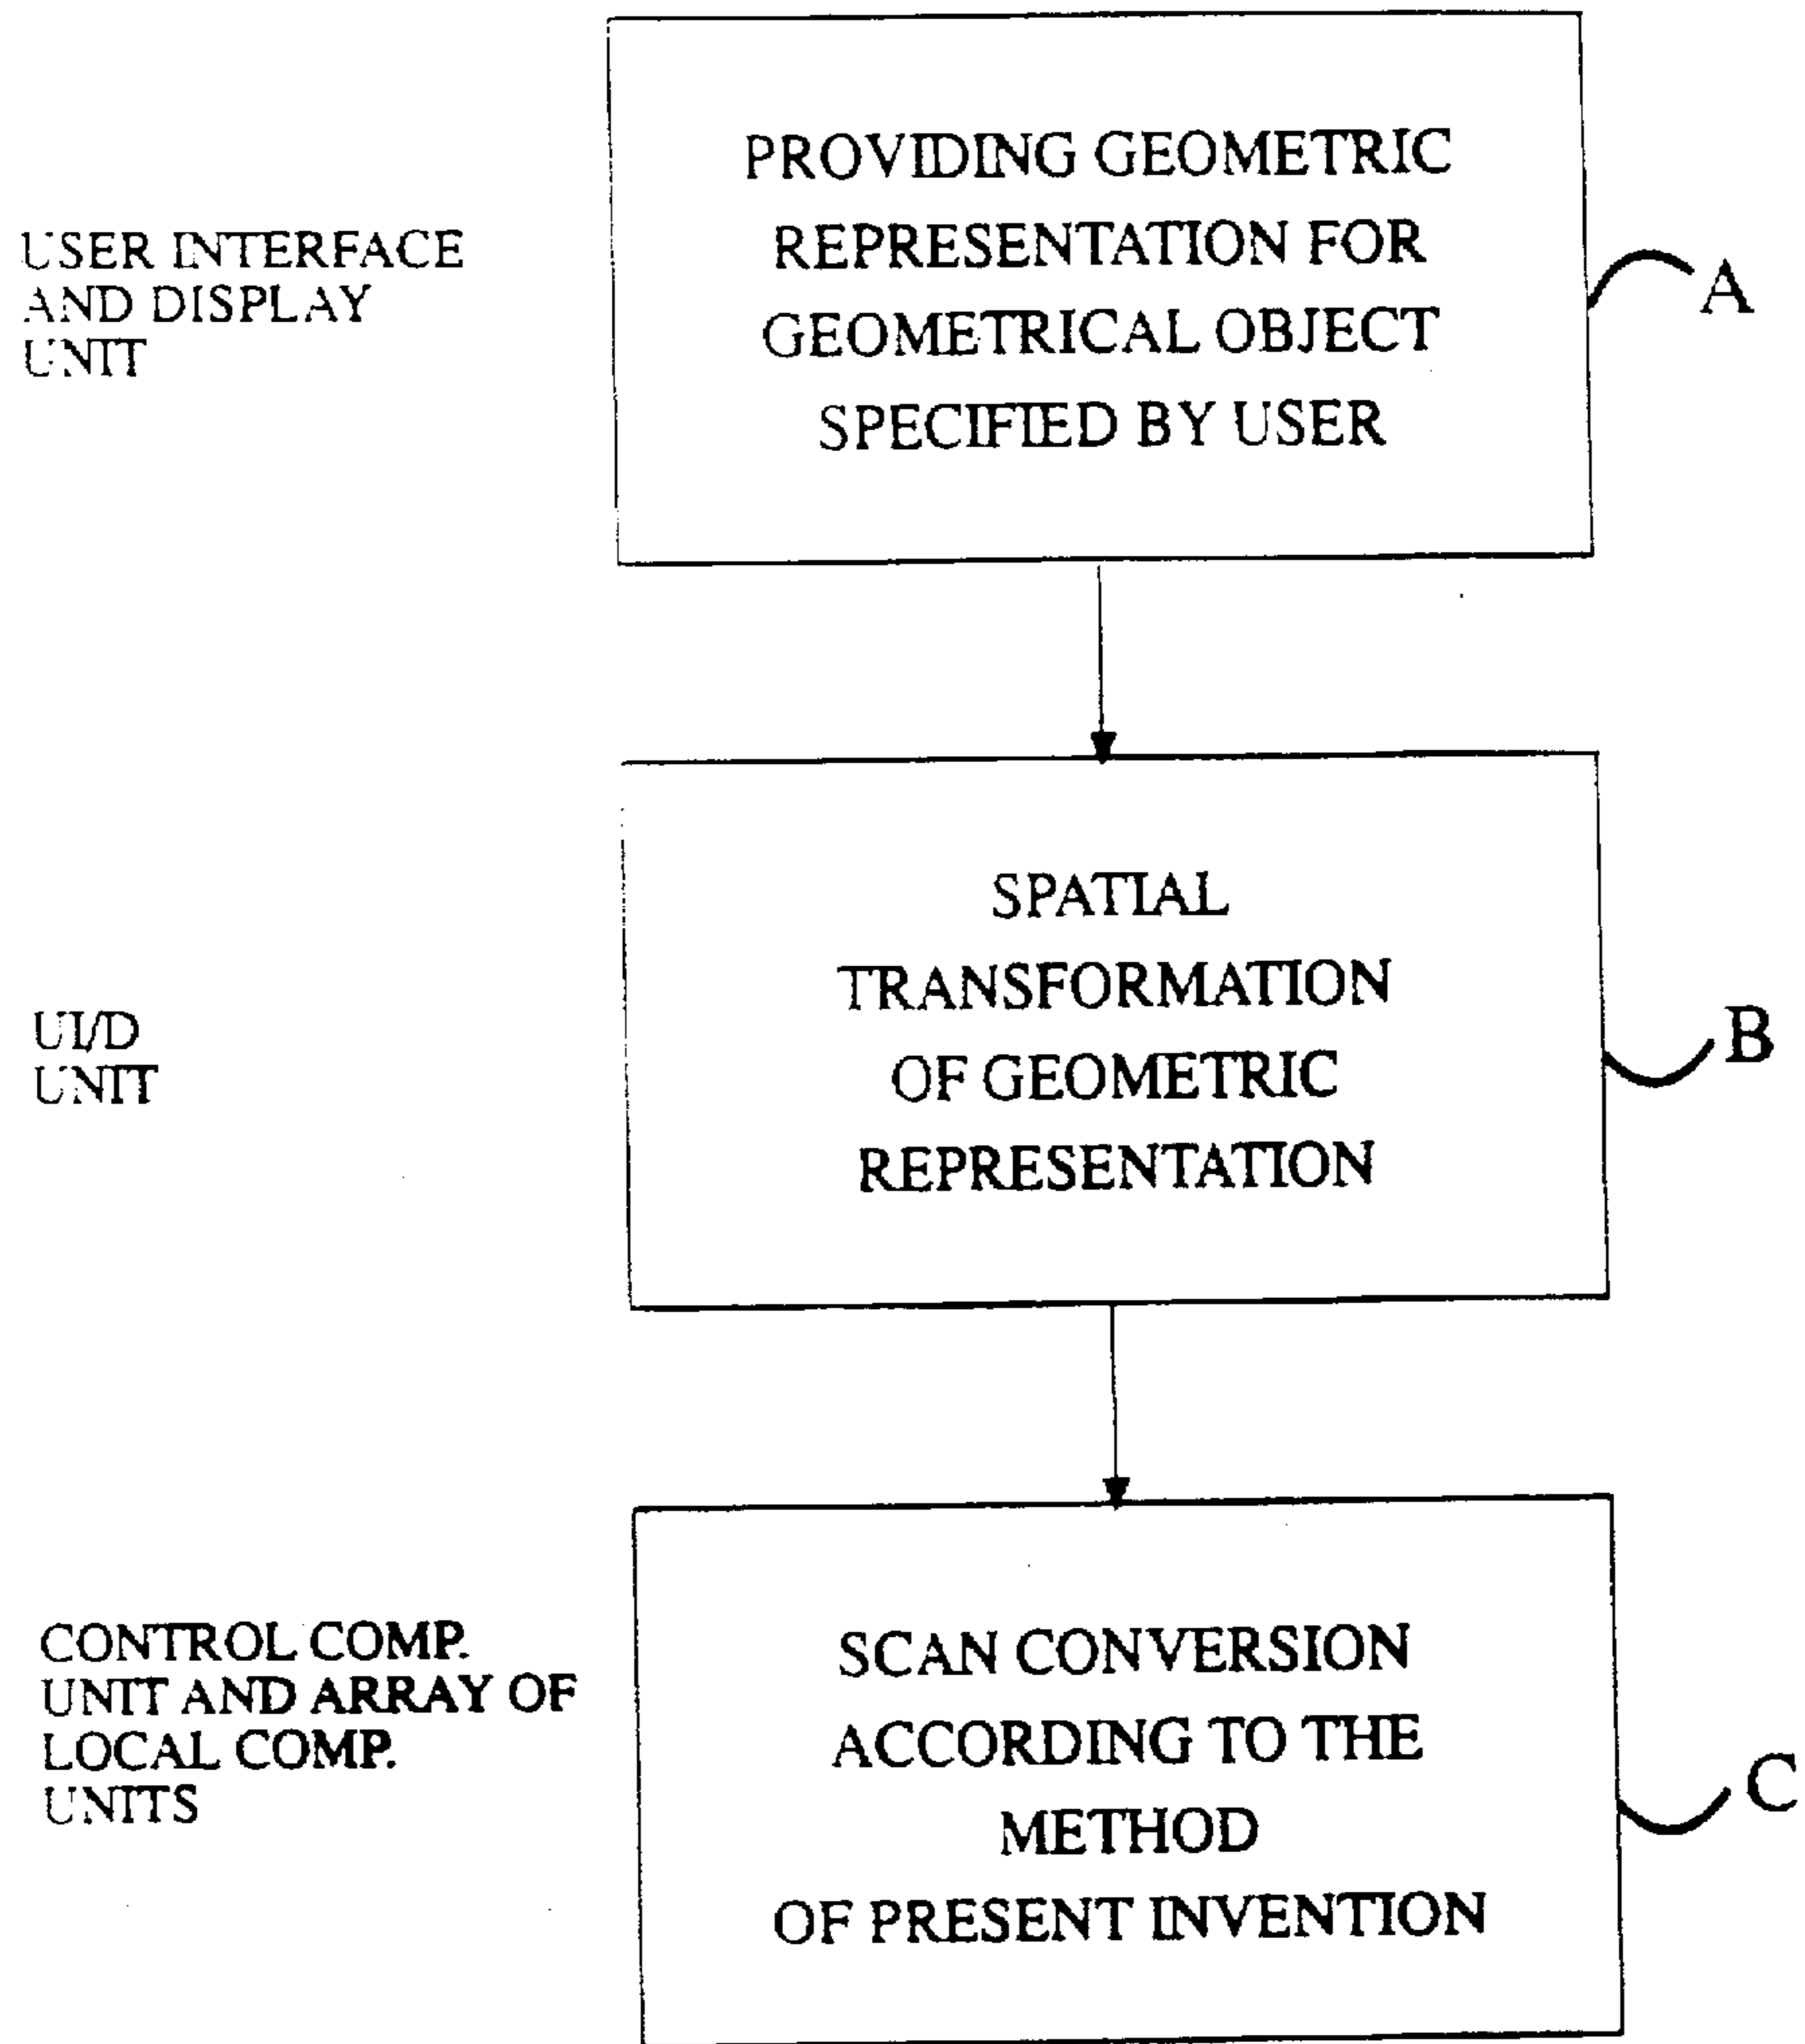 PROVIDING GEOMETRIC
REPRESENTATION FOR
GEOMETRICAL OBJECT
SPECIFIED BY USER
USER INTERFACE
AND DISPLAY
UNIT
A
SPATIAL
TRANSFORMATION
OF GEOMETRIC
REPRESENTATION
UI/D
UNIT
B
SCAN CONVERSION
ACCORDING TO THE
METHOD
OF PRESENT INVENTION
CONTROL COMP.
UNIT AND ARRAY OF
LOCAL COMP.
UNITS
C